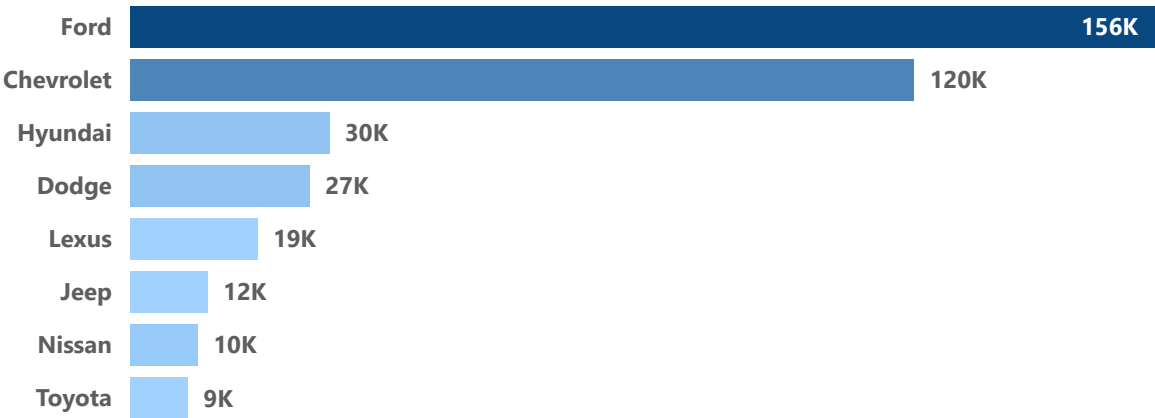 Ford 156K
Chevrolet 120K
Hyundai 30K
Dodge 27K
Lexus 19K
Jeep 12K
Nissan 10K
Toyota 9K